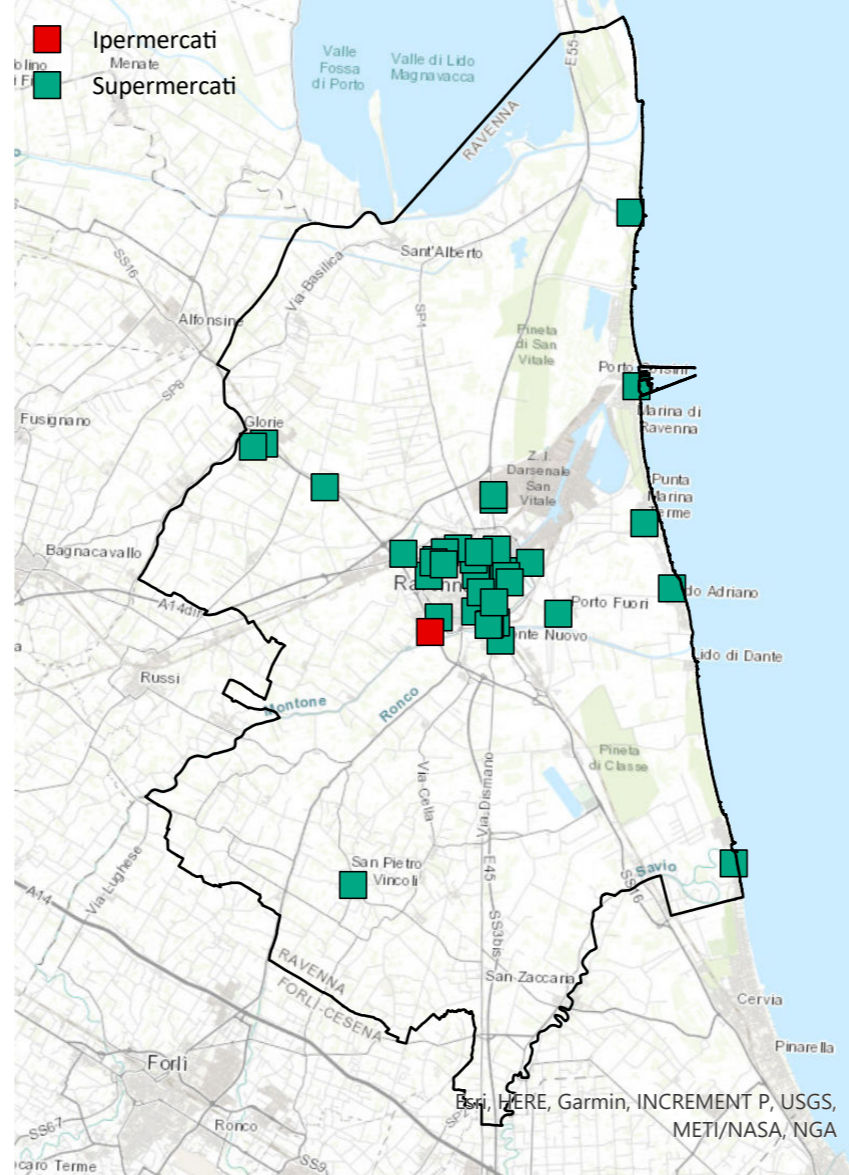 Ipermercati
Supermercati
Menate
Valle
Fossa
di Porto
Valle di Lido
Magnavacca
E55
RAVENNA
SS16
Sant'Alberto
Via-Basilica
SP1
Alfonsine
Pineta
di San
Vitale
SP8
Porto Corsini
Fusignano
Glorie
Marina di
Ravenna
Z. I.
Darsenale
San
Vitale
Punta
Marina
Terme
Bagnacavallo
A14dir
Porto Fuori
Lido di Dante
Russi
Montone
Ronco
Pineta
di Classe
Via-Cella
Via-Dismano
San Pietro
Vincoli
Savio
SS16
E45
Via-Lughese
A14
SS3bis
RAVENNA
FORLÌ-CESENA
San Zaccaria
Cervia
Pinarella
Forlì
Ronco
SS67
SS9
Esri, HERE, Garmin, INCREMENT P, USGS,
METI/NASA, NGA